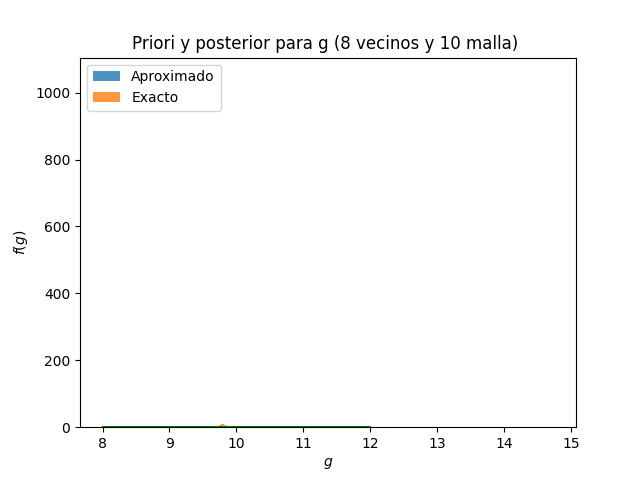 Priori y posterior para g (8 vecinos y 10 malla)
Aproximado
Exacto
1000
800
600
400
200
0
f(g)
8 9 10 11 12 13 14 15
g